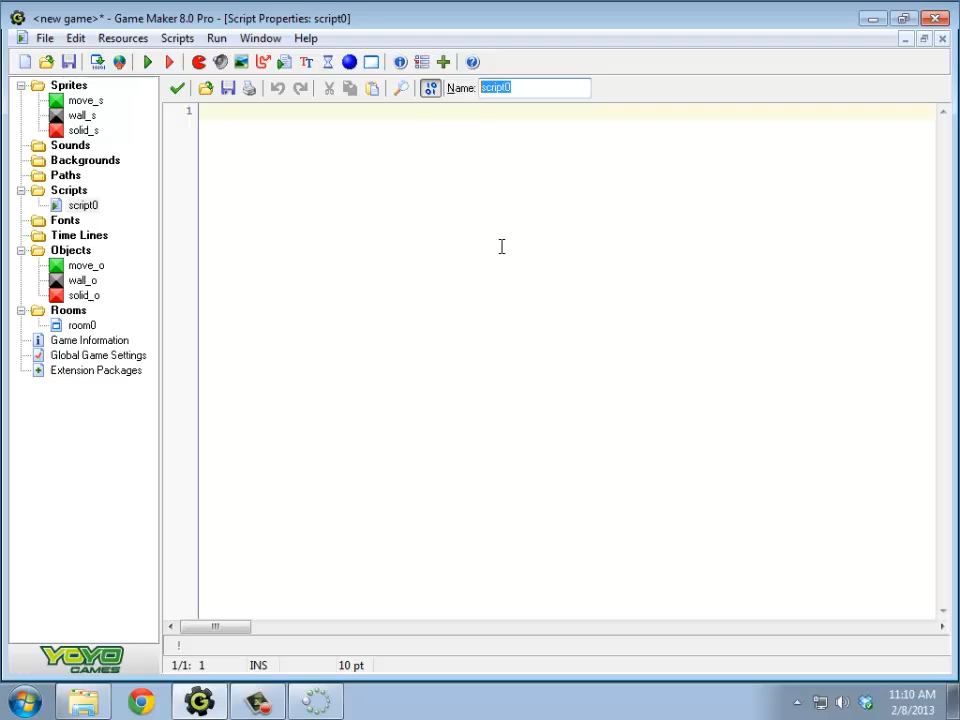 <new game>* - Game Maker 8.0 Pro - [Script Properties: script0]
File Edit Resources Scripts Run Window Help
Name: script0
Sprites
move_s
wall_s
solid_s
Sounds
Backgrounds
Paths
Scripts
script0
Fonts
Time Lines
Objects
move_o
wall_o
solid_o
Rooms
room0
Game Information
Global Game Settings
Extension Packages
1
!
1/1: 1 INS 10 pt
YOYO
GAMES
11:10 AM
2/8/2013